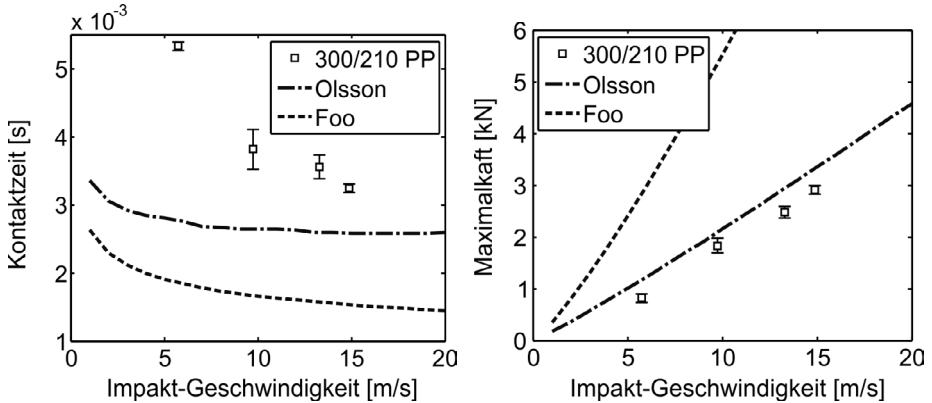 x 10⁻³
5
4
3
2
1
0 5 10 15 20
Kontaktzeit [s]
Impakt-Geschwindigkeit [m/s]
300/210 PP
Olsson
Foo
6
5
4
3
2
1
0
0 5 10 15 20
Maximalkaft [kN]
Impakt-Geschwindigkeit [m/s]
300/210 PP
Olsson
Foo